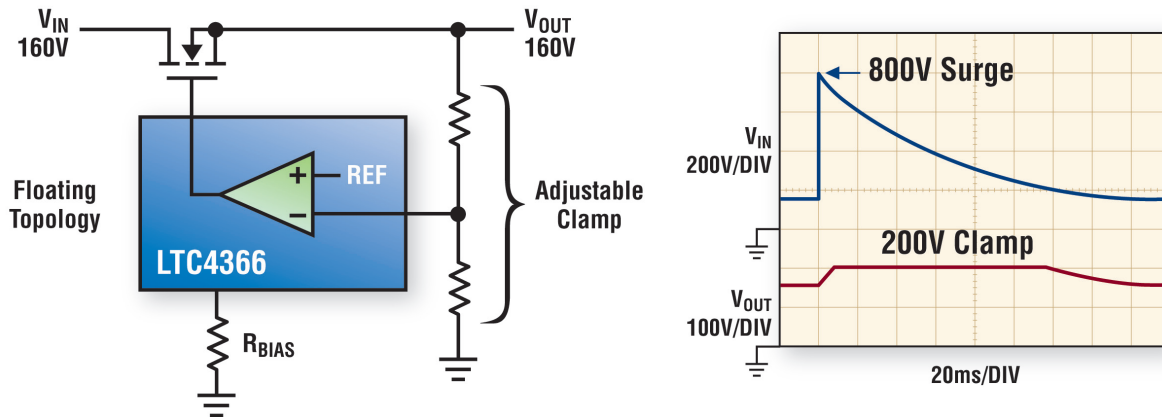 VIN
160V
VOUT
160V
+
REF
−
LTC4366
Floating
Topology
Adjustable
Clamp
RBIAS
800V Surge
VIN
200V/DIV
200V Clamp
VOUT
100V/DIV
20ms/DIV